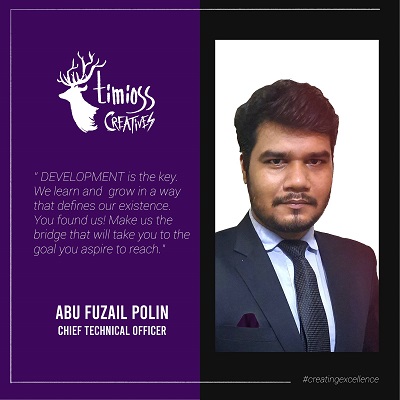 timioss
CREATIVES
" DEVELOPMENT is the key.
We learn and grow in a way
that defines our existence.
You found us! Make us the
bridge that will take you to the
goal you aspire to reach."
ABU FUZAIL POLIN
CHIEF TECHNICAL OFFICER
#creatingexcellence